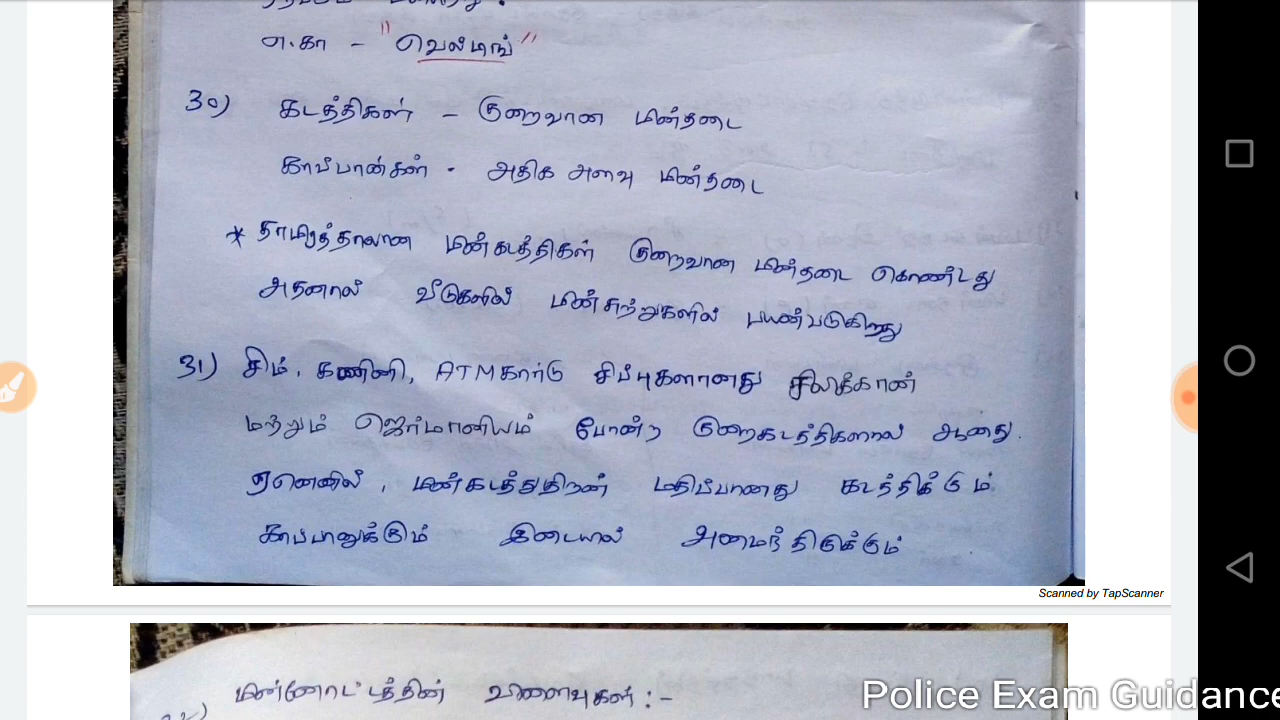 எ.கா - "வெல்டிங்"
30) கடத்திகள் - குறைவான மின்தடை
காப்பான்கள் - அதிக அளவு மின்தடை
* தாமிரத்தாலான மின்கடத்திகள் குறைவான மின்தடை கொண்டது
அதனால் வீடுகளில் மின்சுற்றுகளில் பயன்படுகிறது
31) சிம், கணினி, ATM கார்டு சிப்புகளானது சிலிக்கான்
மற்றும் ஜெர்மானியம் போன்ற குறைகடத்திகளால் ஆனது.
ஏனெனில், மின்கடத்துதிறன் மதிப்பானது கடத்திக்கும்
காப்பானுக்கும் இடையில் அமைந்திருக்கும்
Scanned by TapScanner
மின்னோட்டத்தின் விளைவுகள் :-
Police Exam Guidance